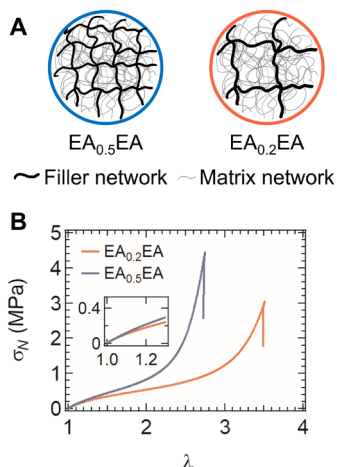 A
EA0.5EA EA0.2EA
Filler network Matrix network
B
5
4
3
2
1
0
σN (MPa)
EA0.2EA
EA0.5EA
0.4
0
1.0 1.2
1 2 3 4
λ